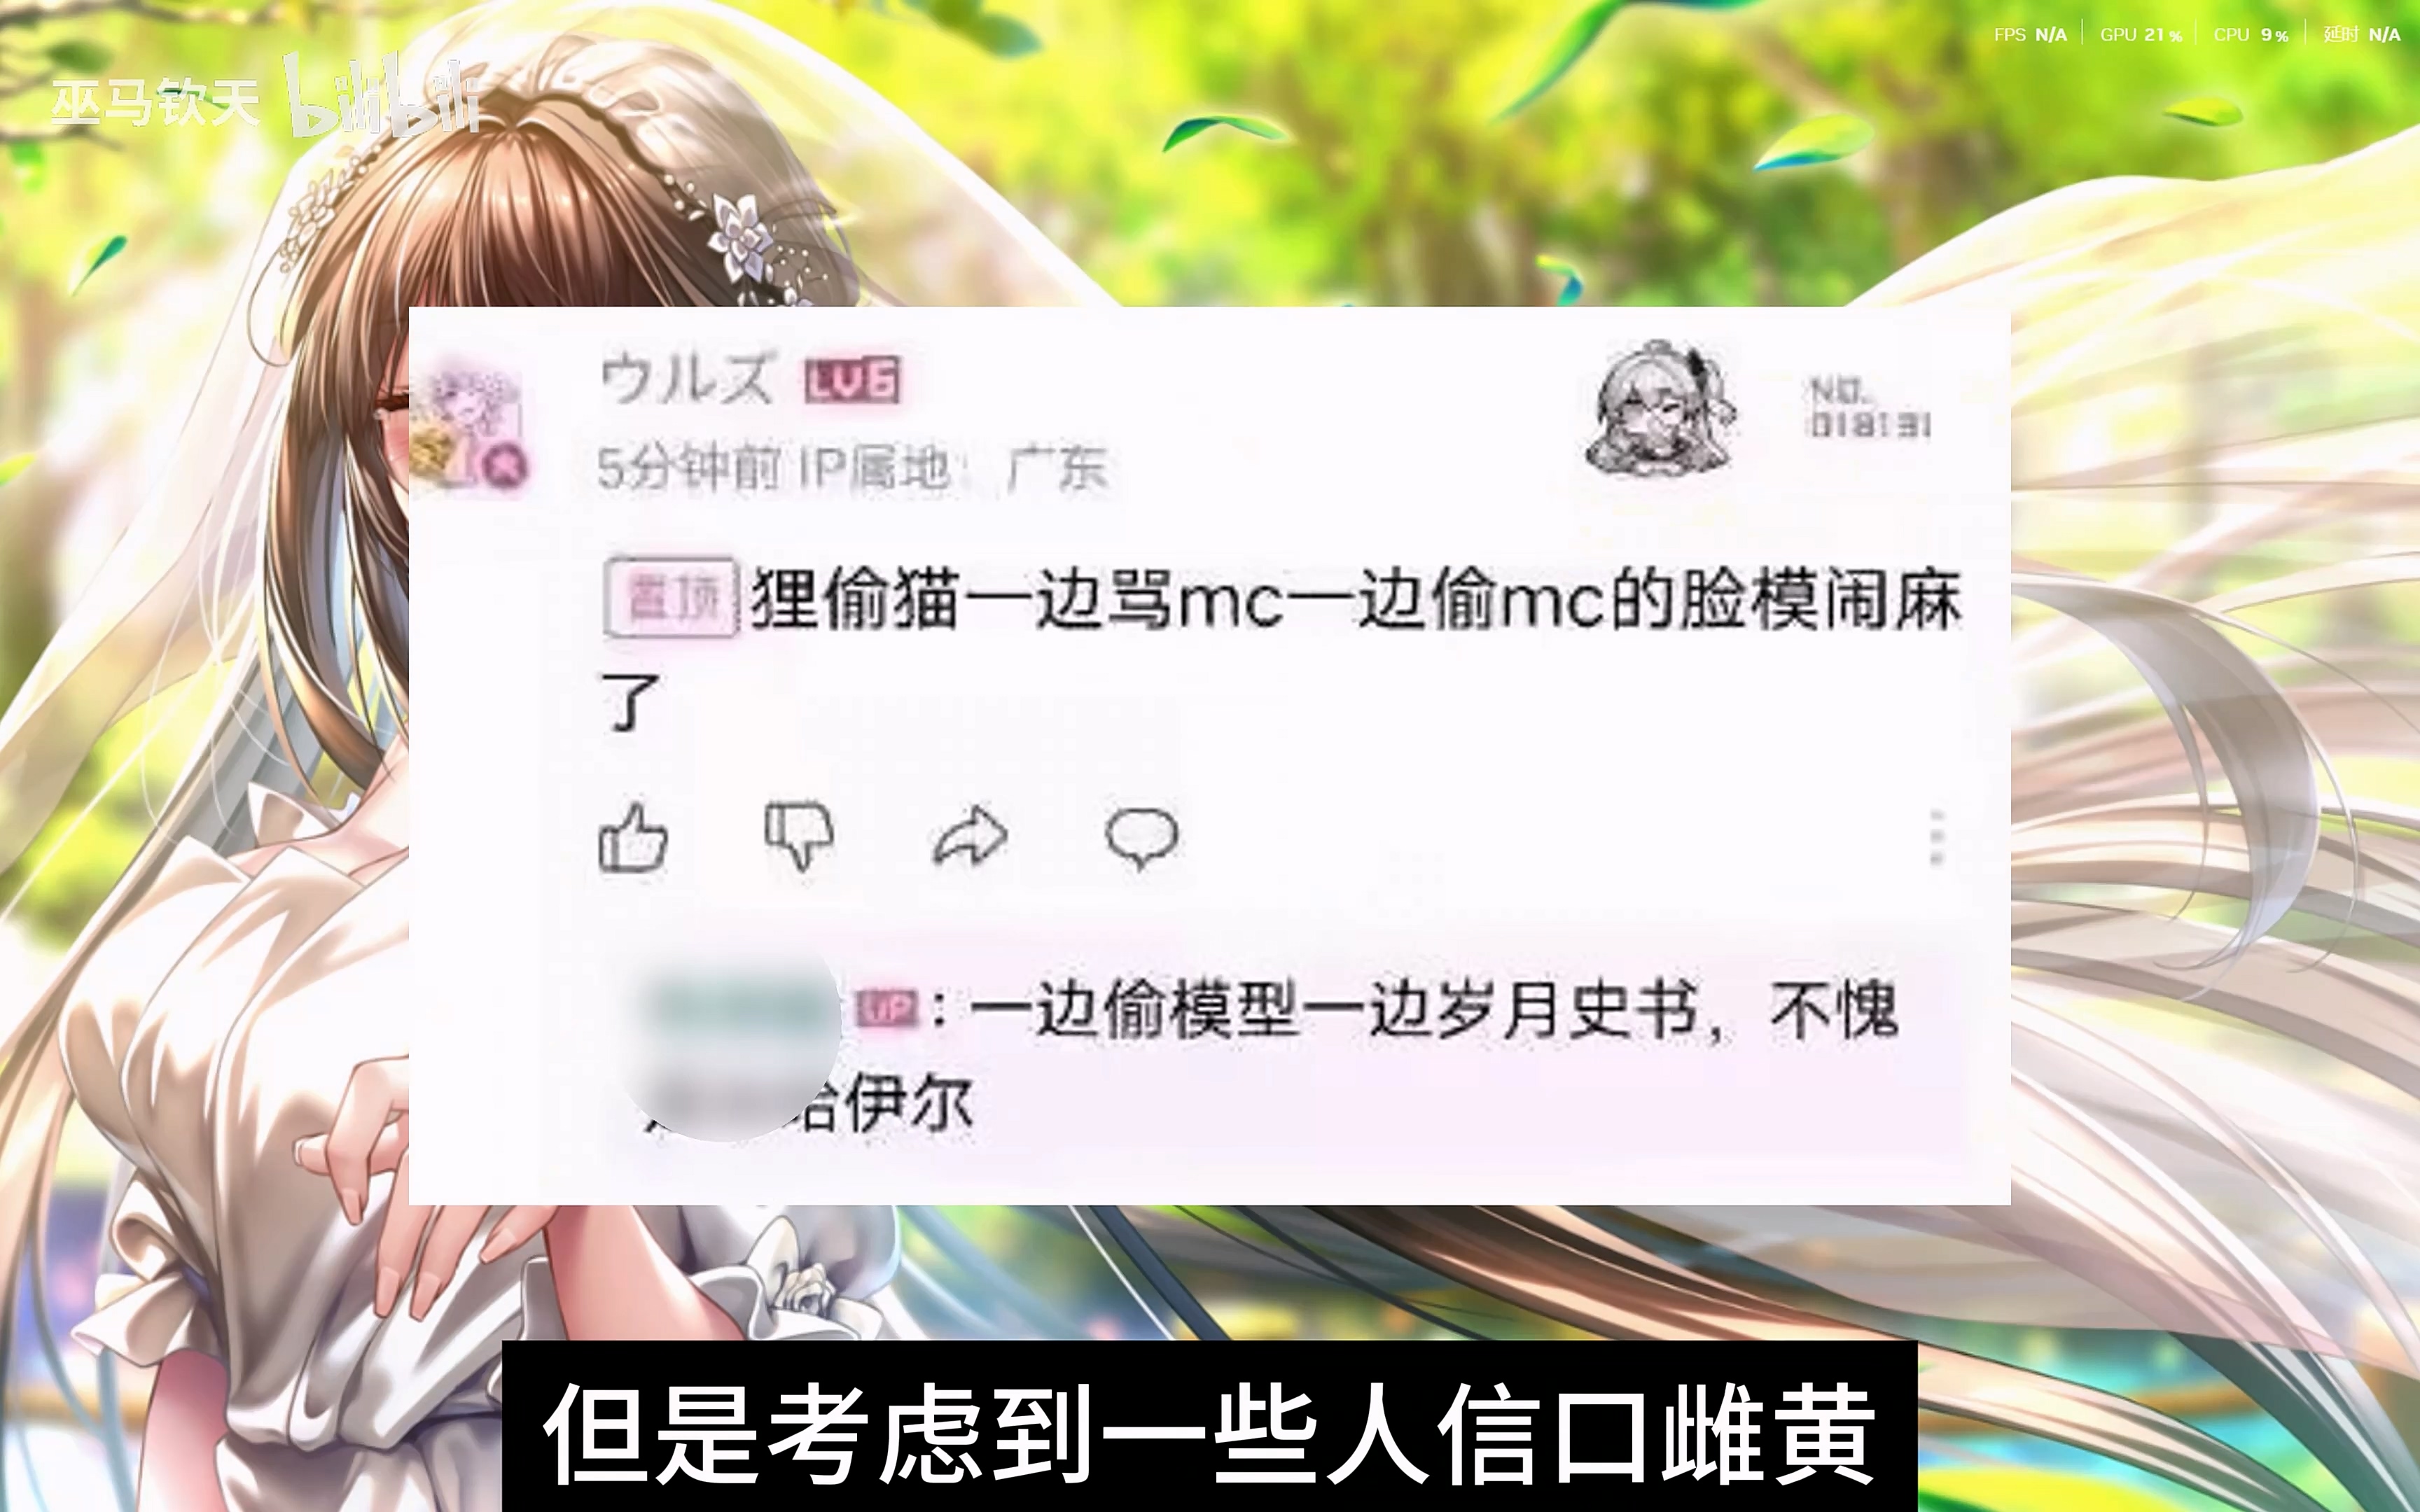 FPS N/A GPU 21% CPU 9% 延时 N/A
巫马钦天 bilibili
ウルズ LV6
NO.
018131
5分钟前 IP属地：广东
置顶 狸偷猫一边骂mc一边偷mc的脸模闹麻
了
UP：一边偷模型一边岁月史书，不愧
哈伊尔
但是考虑到一些人信口雌黄